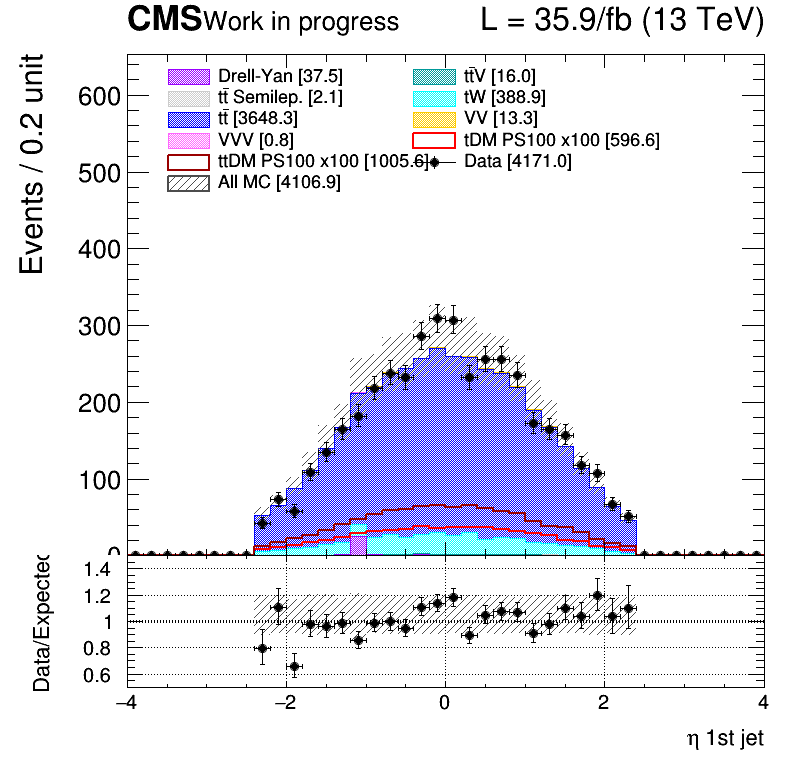 CMS Work in progress L = 35.9/fb (13 TeV)
Events / 0.2 unit
600
500
400
300
200
100
0
Drell-Yan [37.5]
tt̄V [16.0]
tt̄ Semilep. [2.1]
tW [388.9]
tt̄ [3648.3]
VV [13.3]
VVV [0.8]
tDM PS100 x100 [596.6]
ttDM PS100 x100 [1005.6]
Data [4171.0]
All MC [4106.9]
Data/Expected
1.4
1.2
1
0.8
0.6
−4 −2 0 2 4
η 1st jet